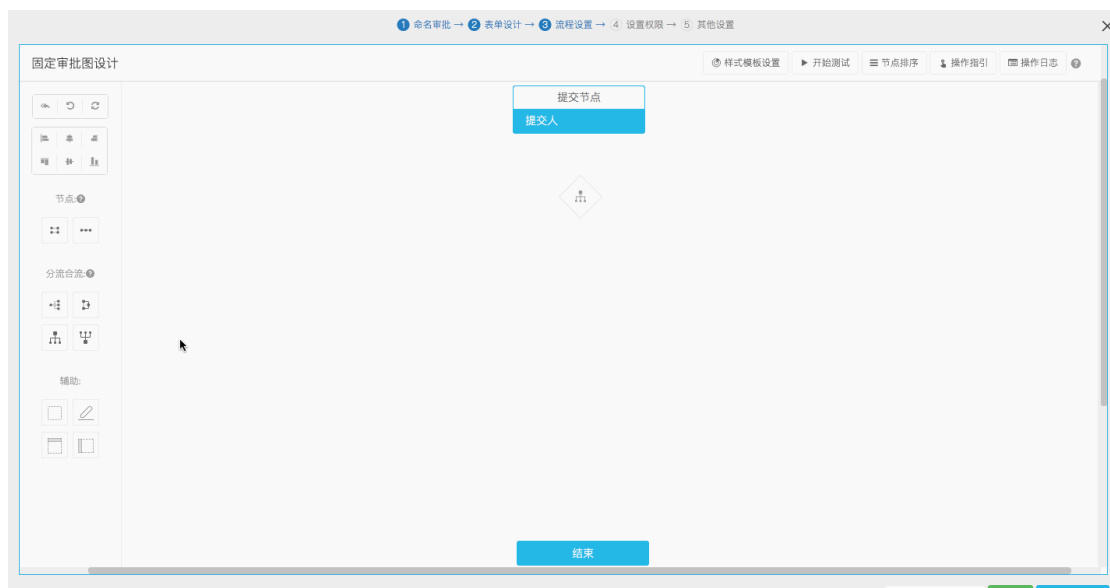 1 命名审批 → 2 表单设计 → 3 流程设置 → 4 设置权限 → 5 其他设置
固定审批图设计
样式模板设置 开始测试 节点排序 操作指引 操作日志
提交节点
提交人
节点:
分流合流:
辅助:
结束